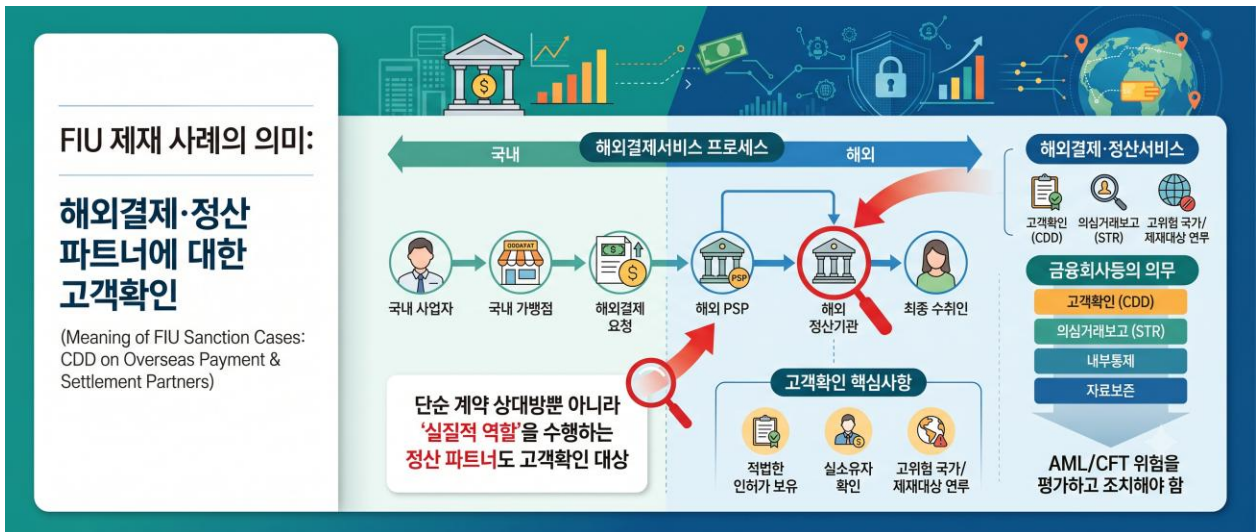 FIU 제재 사례의 의미:
해외결제·정산
파트너에 대한
고객확인
(Meaning of FIU Sanction Cases:
CDD on Overseas Payment &
Settlement Partners)
국내
해외결제서비스 프로세스
해외
국내 사업자
ODDAFAT
국내 가뱅점
해외결제
요청
PSP
해외 PSP
해외
정산기관
최종 수취인
단순 계약 상대방뿐 아니라
'실질적 역할'을 수행하는
정산 파트너도 고객확인 대상
고객확인 핵심사항
적법한
인허가 보유
실소유자
확인
고위험 국가/
제재대상 연루
해외결제·정산서비스
고객확인
(CDD)
의심거래보고
(STR)
고위험 국가/
제재대상 연루
금융회사등의 의무
고객확인 (CDD)
의심거래보고 (STR)
내부통제
자료보존
AML/CFT 위험을
평가하고 조치해야 함